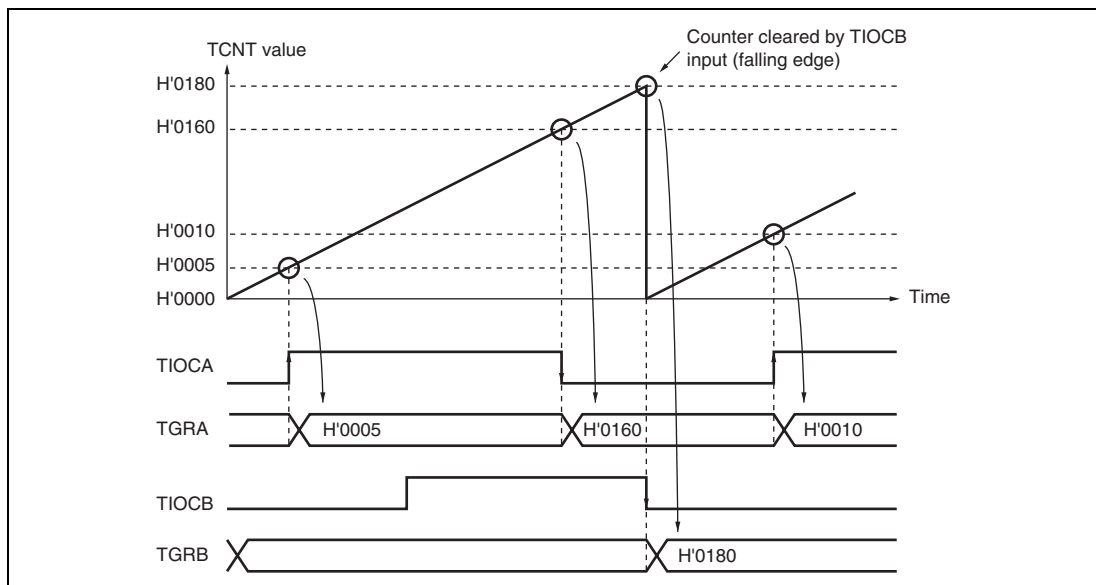 Counter cleared by TIOCB
input (falling edge)
TCNT value
H'0180
H'0160
H'0010
H'0005
H'0000
Time
TIOCA
TGRA
H'0005
H'0160
H'0010
TIOCB
TGRB
H'0180